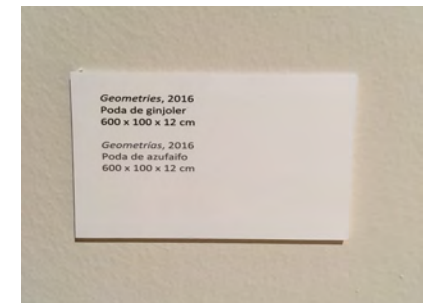 Geometries, 2016
Poda de ginjoler
600 x 100 x 12 cm
Geometrías, 2016
Poda de azufaifo
600 x 100 x 12 cm